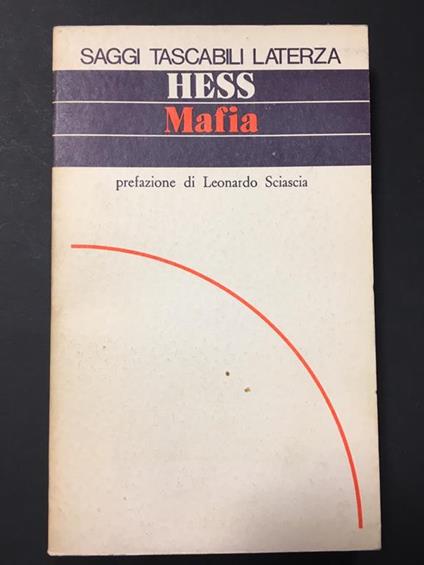 SAGGI TASCABILI LATERZA
HESS
Mafia
prefazione di Leonardo Sciascia